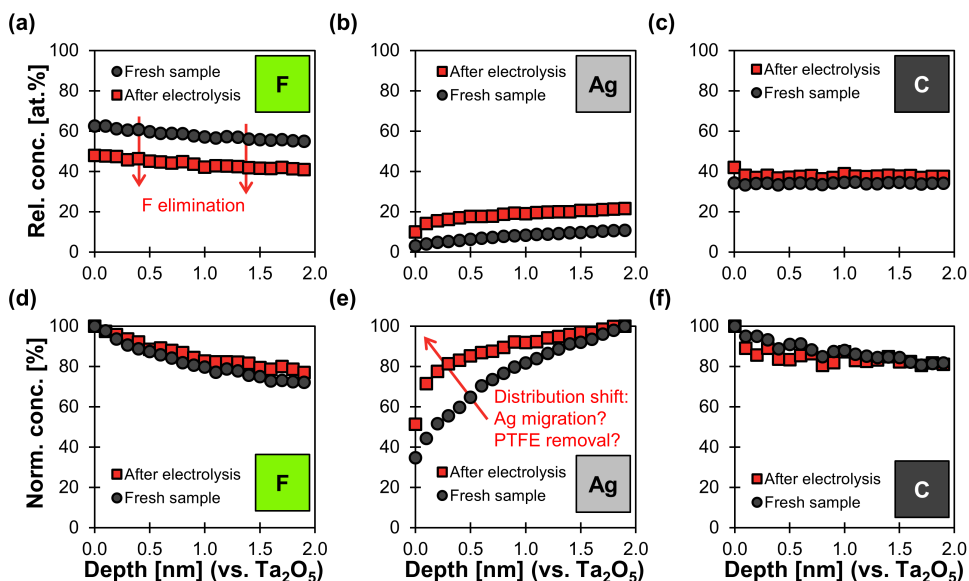 (a)
(b)
(c)
Rel. conc. [at.%]
100
80
60
40
20
0
Fresh sample
After electrolysis
F
F elimination
0.0 0.5 1.0 1.5 2.0
100
80
60
40
20
0
After electrolysis
Fresh sample
Ag
0.0 0.5 1.0 1.5 2.0
100
80
60
40
20
0
After electrolysis
Fresh sample
C
0.0 0.5 1.0 1.5 2.0
(d)
(e)
(f)
Norm. conc. [%]
100
80
60
40
20
0
After electrolysis
Fresh sample
F
0.0 0.5 1.0 1.5 2.0
Depth [nm] (vs. Ta₂O₅)
100
80
60
40
20
0
Distribution shift:
Ag migration?
PTFE removal?
After electrolysis
Fresh sample
Ag
0.0 0.5 1.0 1.5 2.0
Depth [nm] (vs. Ta₂O₅)
100
80
60
40
20
0
After electrolysis
Fresh sample
C
0.0 0.5 1.0 1.5 2.0
Depth [nm] (vs. Ta₂O₅)